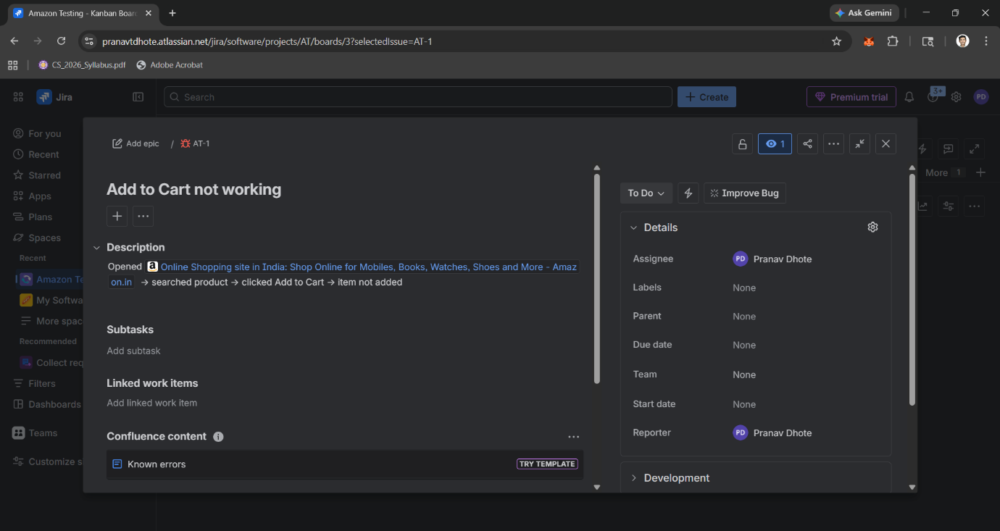 Amazon Testing - Kanban Boar
Ask Gemini
pranavtdhote.atlassian.net/jira/software/projects/AT/boards/3?selectedIssue=AT-1
CS_2026_Syllabus.pdf
Adobe Acrobat
Jira
Search
Create
Premium trial
3+
PD
For you
Recent
Starred
Apps
Plans
Spaces
Recent
Amazon Te
My Softwa
More spac
Recommended
Collect req
Filters
Dashboards
Teams
Customize s
More 1
Add epic / AT-1
1
Add to Cart not working
Description
Opened Online Shopping site in India: Shop Online for Mobiles, Books, Watches, Shoes and More - Amaz
on.in → searched product → clicked Add to Cart → item not added
Subtasks
Add subtask
Linked work items
Add linked work item
Confluence content
Known errors
TRY TEMPLATE
To Do
Improve Bug
Details
Assignee PD Pranav Dhote
Labels None
Parent None
Due date None
Team None
Start date None
Reporter PD Pranav Dhote
Development